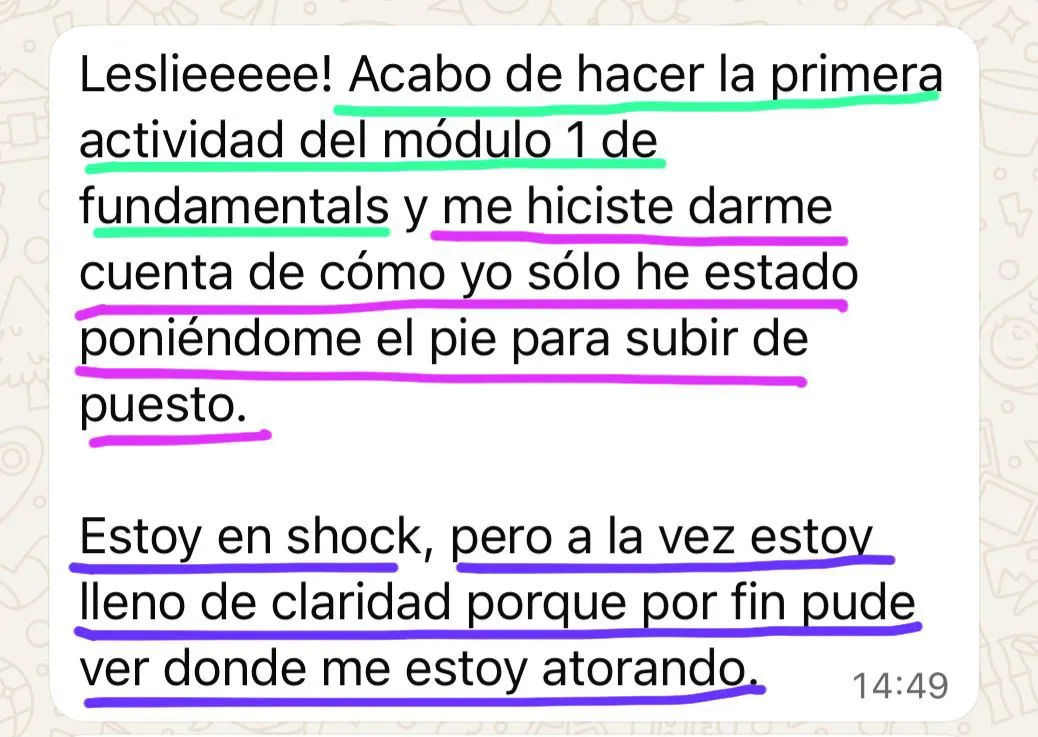 Leslieeeee! Acabo de hacer la primera
actividad del módulo 1 de
fundamentals y me hiciste darme
cuenta de cómo yo sólo he estado
poniéndome el pie para subir de
puesto.
Estoy en shock, pero a la vez estoy
lleno de claridad porque por fin pude
ver donde me estoy atorando.
14:49